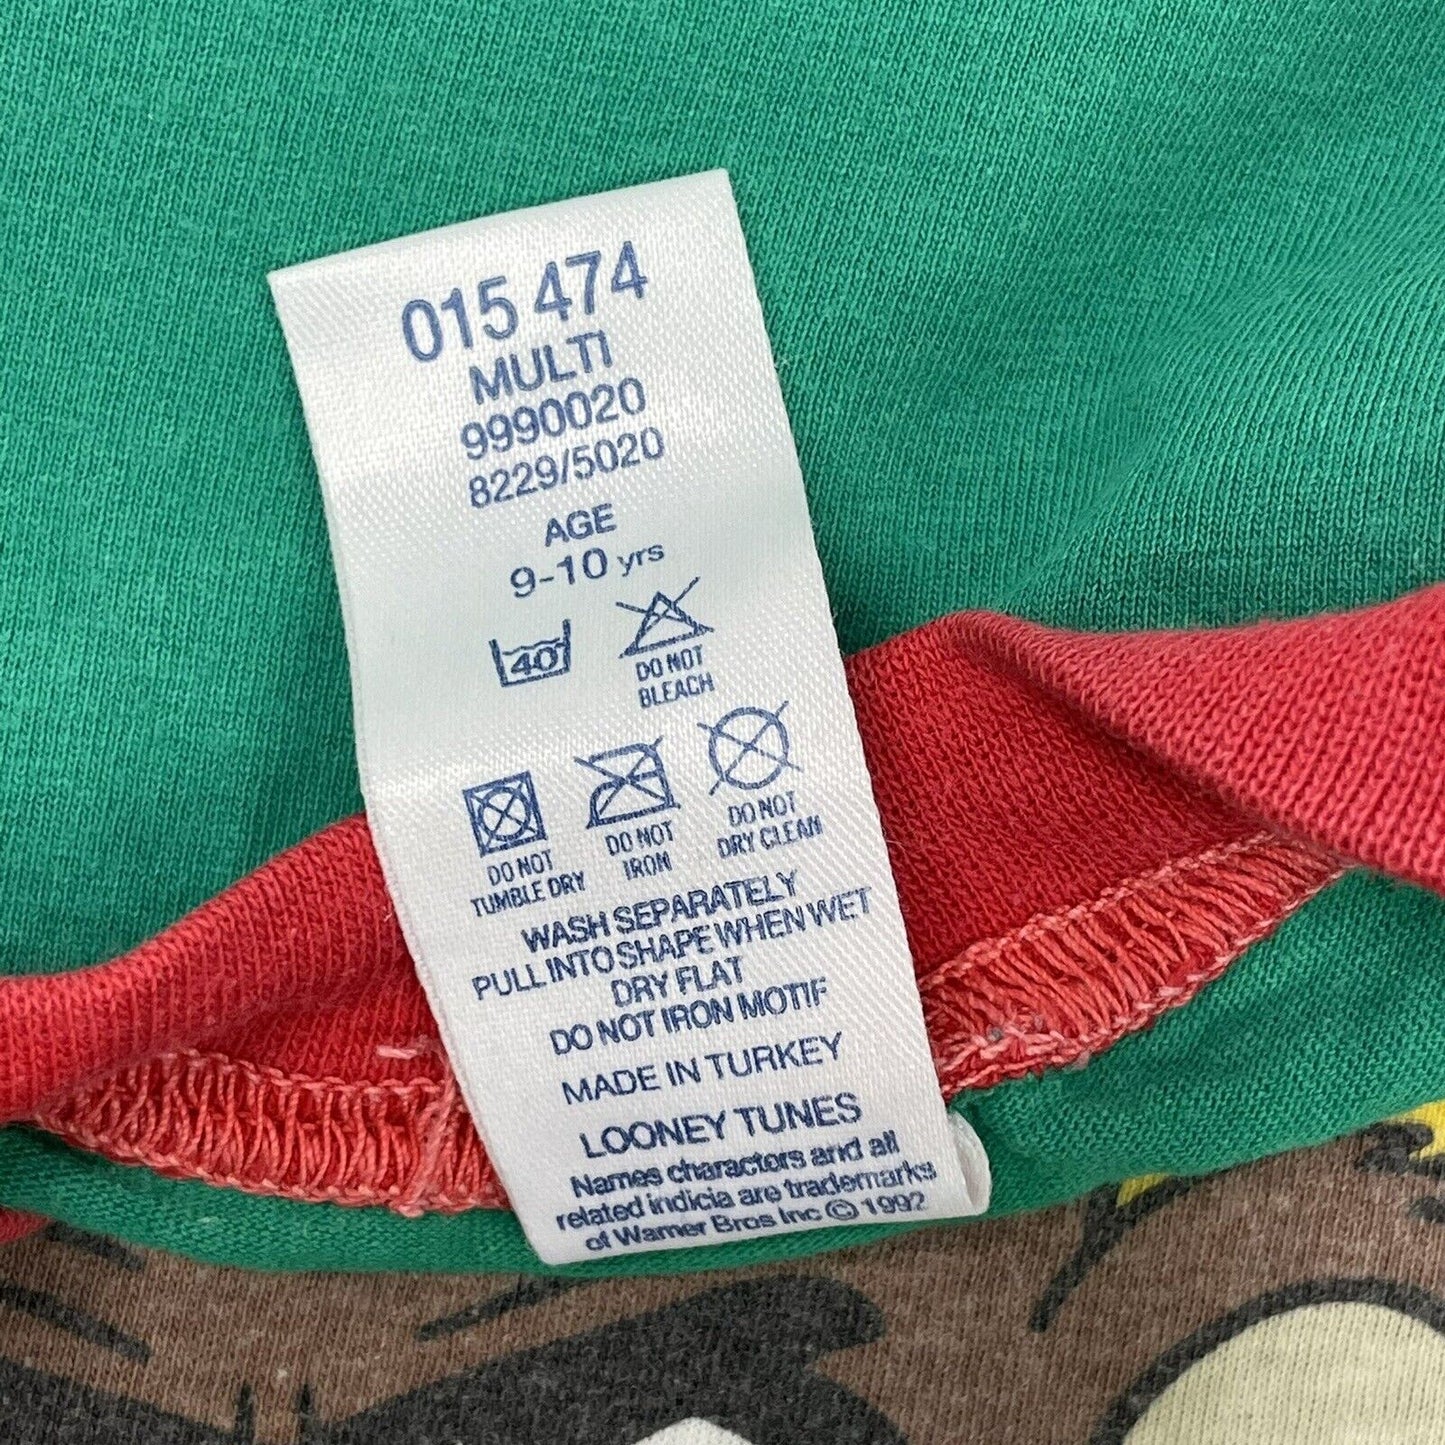 015 474
MULTI
9990020
8229/5020
AGE
9-10 yrs
40
DO NOT
BLEACH
DO NOT
TUMBLE DRY
DO NOT
IRON
DO NOT
DRY CLEAN
WASH SEPARATELY
PULL INTO SHAPE WHEN WET
DRY FLAT
DO NOT IRON MOTIF
MADE IN TURKEY
LOONEY TUNES
Names characters and all
related indicia are trademarks
of Warner Bros Inc © 1992